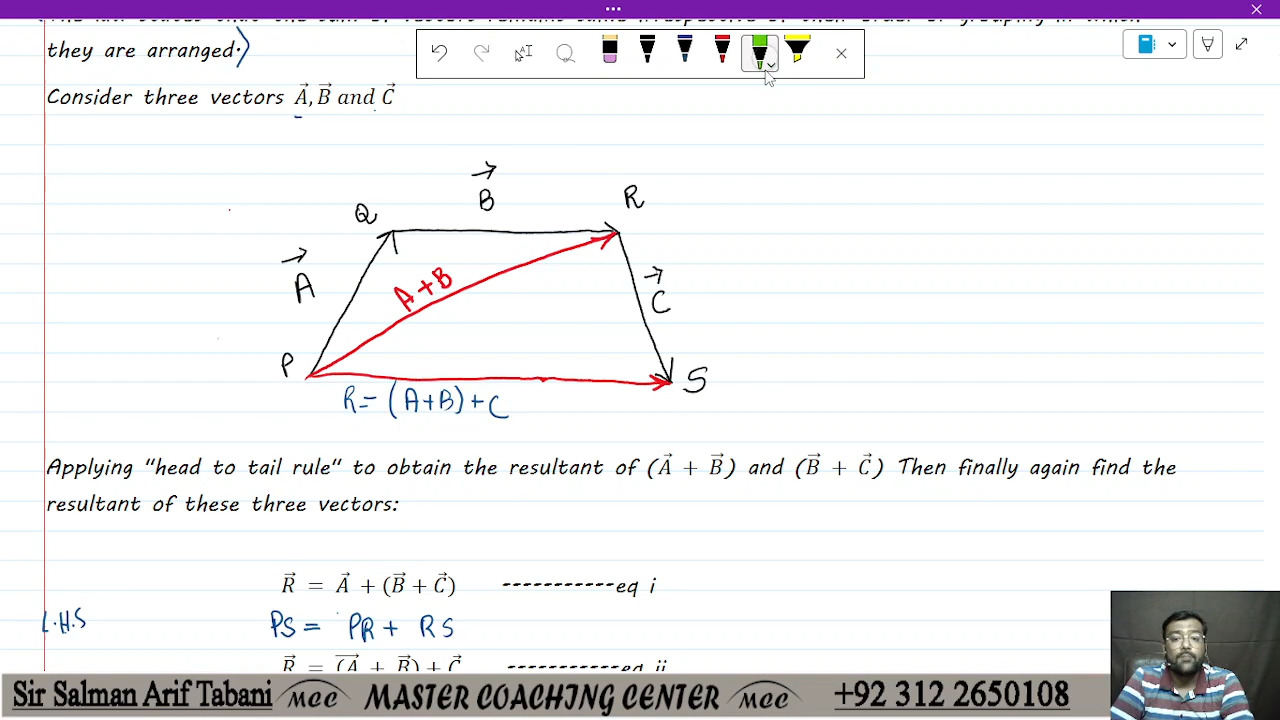 they are arranged.)
Consider three vectors A⃗, B⃗ and C⃗
B⃗
Q
R
A⃗
A+B
C⃗
P
S
R= (A+B)+C
Applying “head to tail rule” to obtain the resultant of (A⃗ + B⃗) and (B⃗ + C⃗) Then finally again find the
resultant of these three vectors:
R⃗ = A⃗ + (B⃗ + C⃗) -----------eq i
L.H.S PS = PR + RS
R⃗ = (A⃗ + B⃗) + C⃗ -----------eq ii
Sir Salman Arif Tabani MCC MASTER COACHING CENTER MCC +92 312 2650108